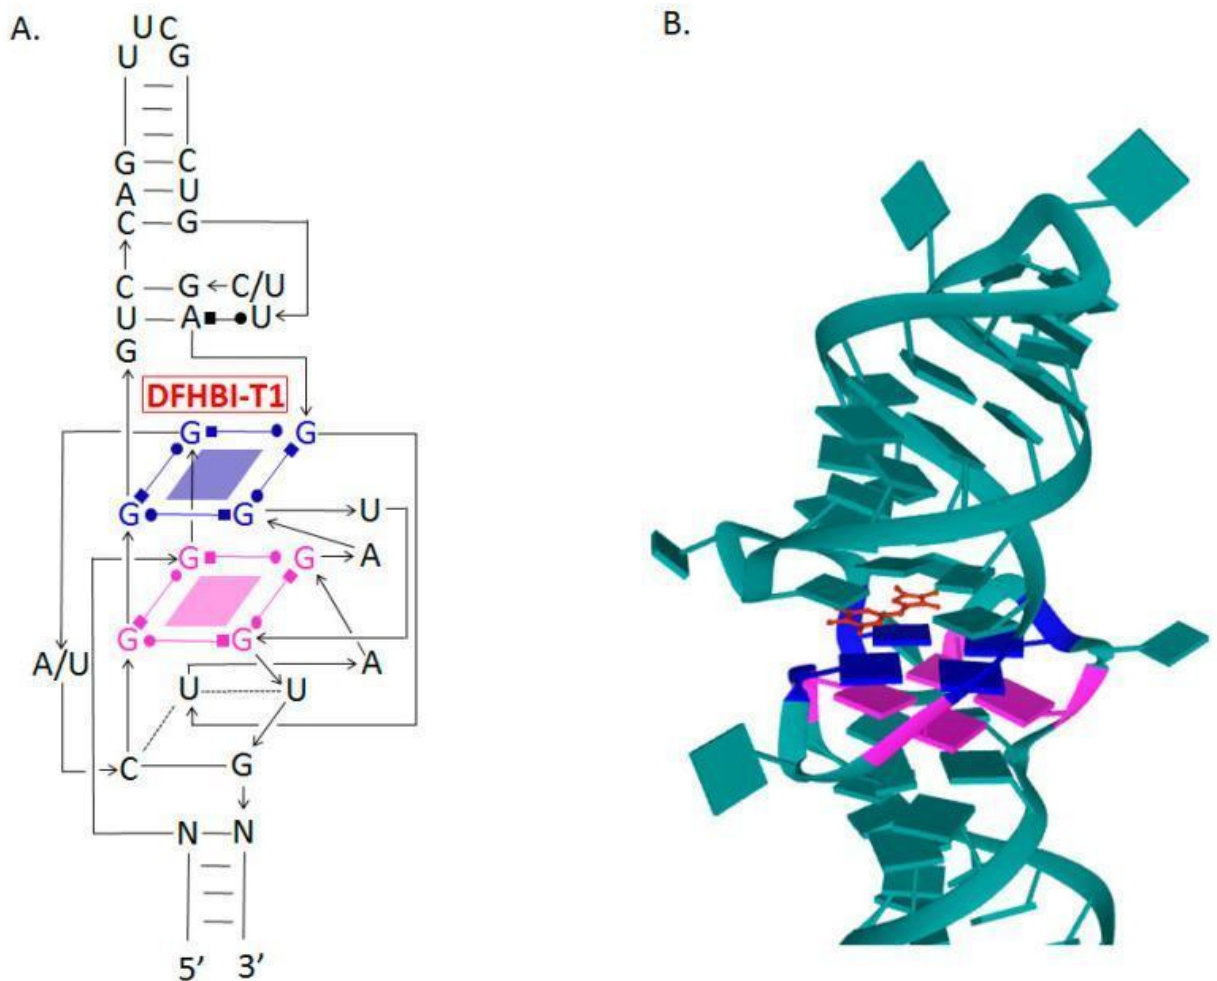 A.
B.
U C
U G
G C
A U
C G
C G C/U
U A U
G
DFHBI-T1
G G
G G U
G G A
G G
A/U A
U U
C G
N N
5’ 3’